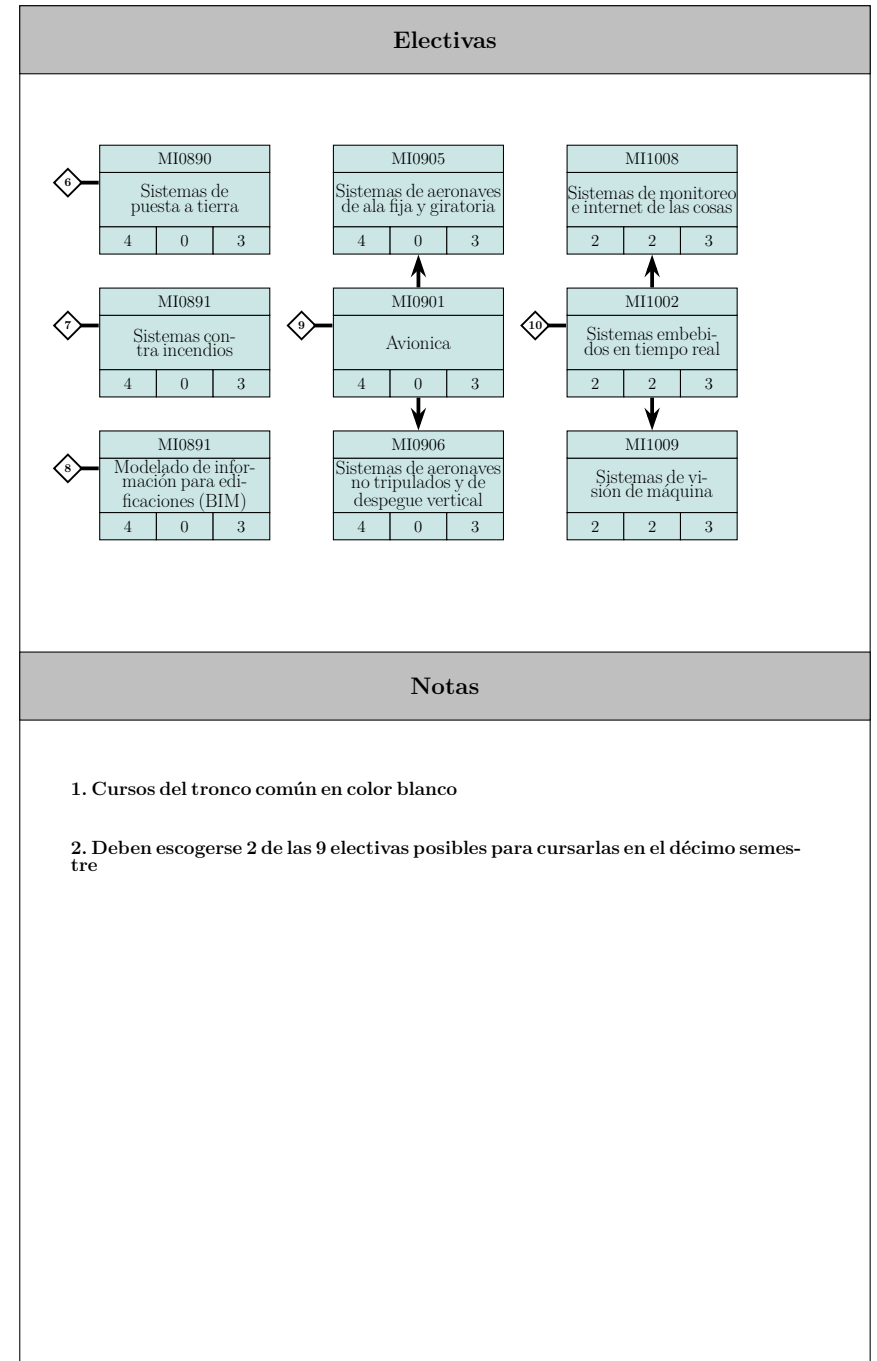 Electivas
MI0890
6
Sistemas de
puesta a tierra
4 0 3
MI0905
Sistemas de aeronaves
de ala fija y giratoria
4 0 3
MI1008
Sistemas de monitoreo
e internet de las cosas
2 2 3
MI0891
7
Sistemas con-
tra incendios
4 0 3
MI0901
9
Avionica
4 0 3
MI1002
10
Sistemas embebi-
dos en tiempo real
2 2 3
MI0891
8
Modelado de infor-
mación para edi-
ficaciones (BIM)
4 0 3
MI0906
Sistemas de aeronaves
no tripulados y de
despegue vertical
4 0 3
MI1009
Sistemas de vi-
sión de máquina
2 2 3
Notas
1. Cursos del tronco común en color blanco
2. Deben escogerse 2 de las 9 electivas posibles para cursarlas en el décimo semes-
tre